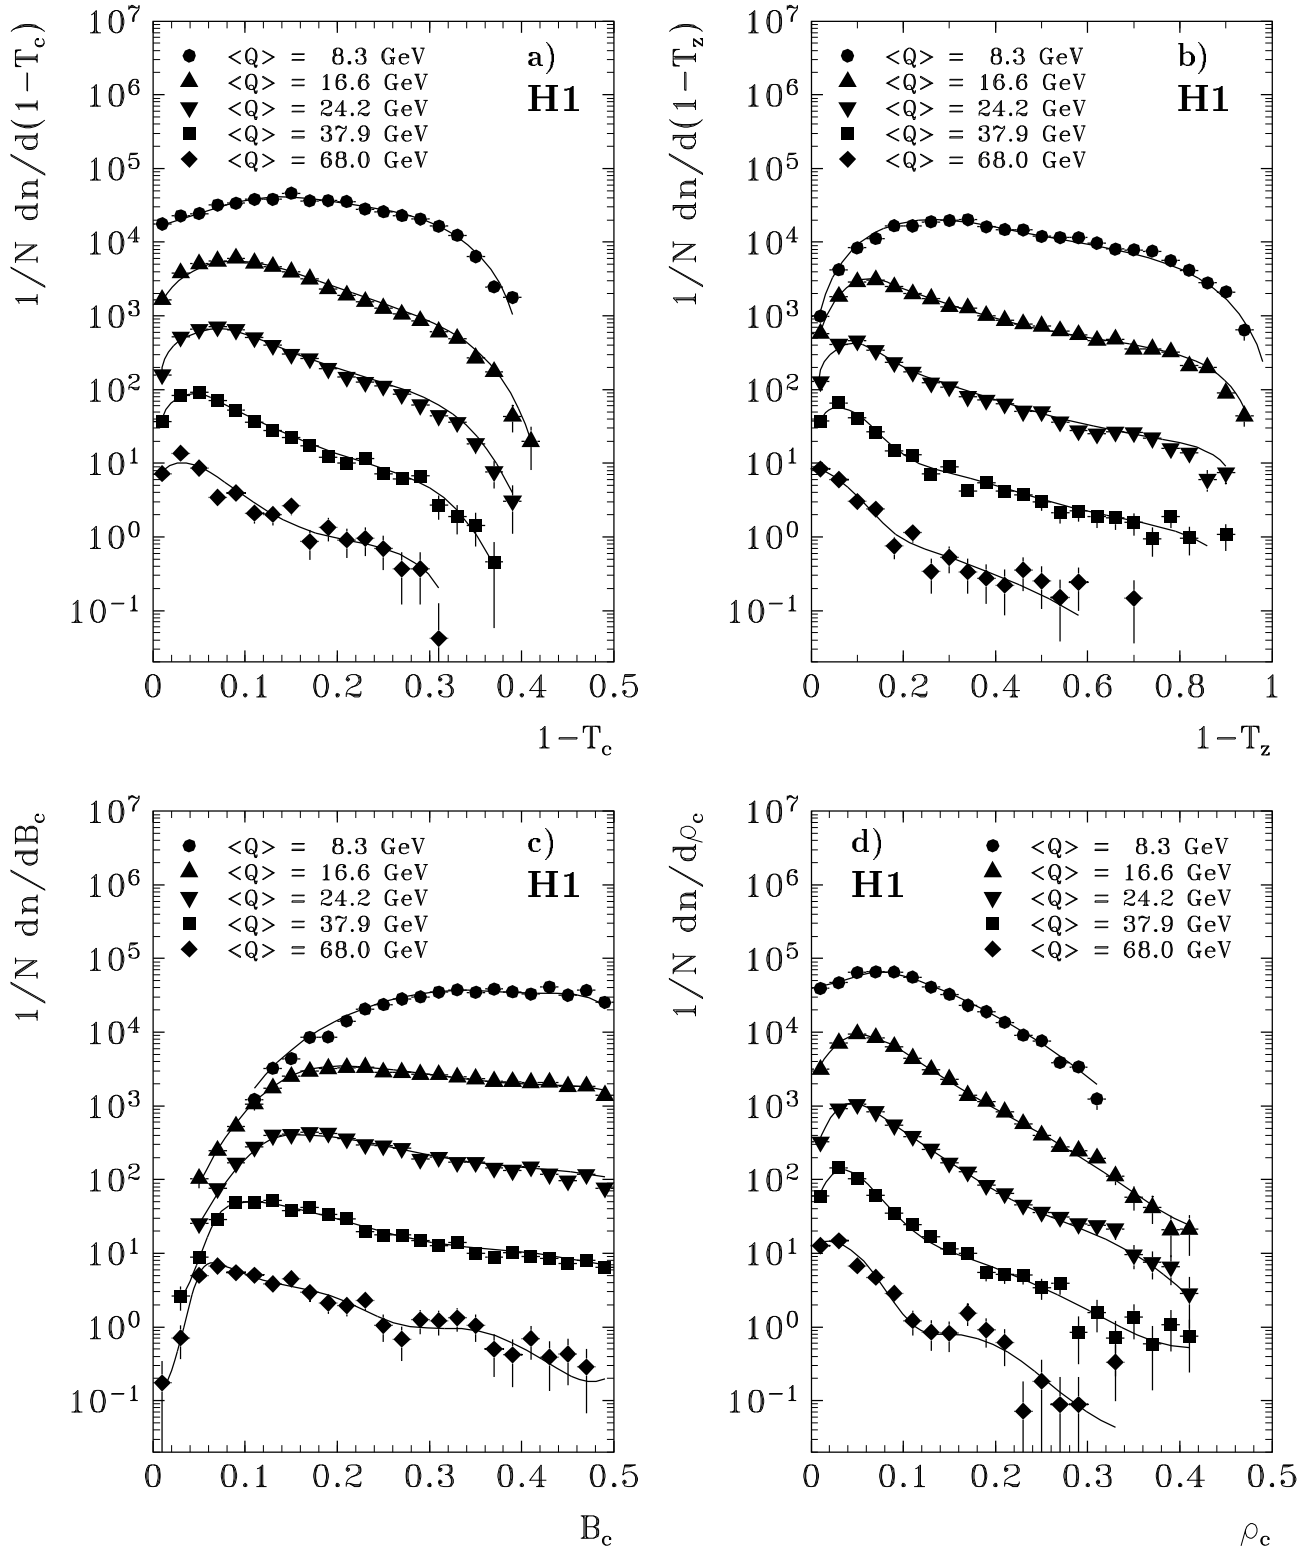 1/N dn/d(1−T_c)
10^7
10^6
10^5
10^4
10^3
10^2
10^1
10^0
10^−1
<Q> = 8.3 GeV
<Q> = 16.6 GeV
<Q> = 24.2 GeV
<Q> = 37.9 GeV
<Q> = 68.0 GeV
a)
H1
0 0.1 0.2 0.3 0.4 0.5
1−T_c
1/N dn/d(1−T_z)
10^7
10^6
10^5
10^4
10^3
10^2
10^1
10^0
10^−1
<Q> = 8.3 GeV
<Q> = 16.6 GeV
<Q> = 24.2 GeV
<Q> = 37.9 GeV
<Q> = 68.0 GeV
b)
H1
0 0.2 0.4 0.6 0.8 1
1−T_z
1/N dn/dB_c
10^7
10^6
10^5
10^4
10^3
10^2
10^1
10^0
10^−1
<Q> = 8.3 GeV
<Q> = 16.6 GeV
<Q> = 24.2 GeV
<Q> = 37.9 GeV
<Q> = 68.0 GeV
c)
H1
0 0.1 0.2 0.3 0.4 0.5
B_c
1/N dn/dρ_c
10^7
10^6
10^5
10^4
10^3
10^2
10^1
10^0
10^−1
d)
H1
<Q> = 8.3 GeV
<Q> = 16.6 GeV
<Q> = 24.2 GeV
<Q> = 37.9 GeV
<Q> = 68.0 GeV
0 0.1 0.2 0.3 0.4 0.5
ρ_c